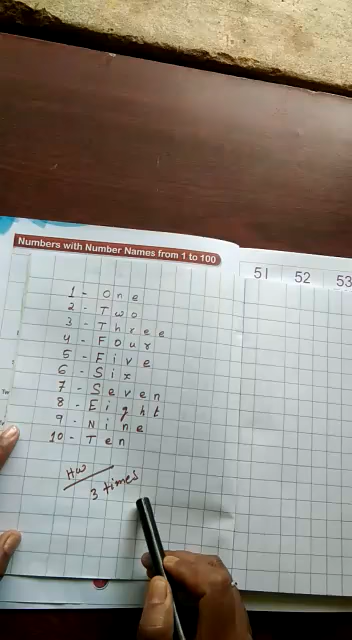 Numbers with Number Names from 1 to 100
51 52 53
1 - One
2 - Two
3 - Three
4 - Four
5 - Five
6 - Six
7 - Seven
8 - Eight
9 - Nine
10 - Ten
HW
3 times